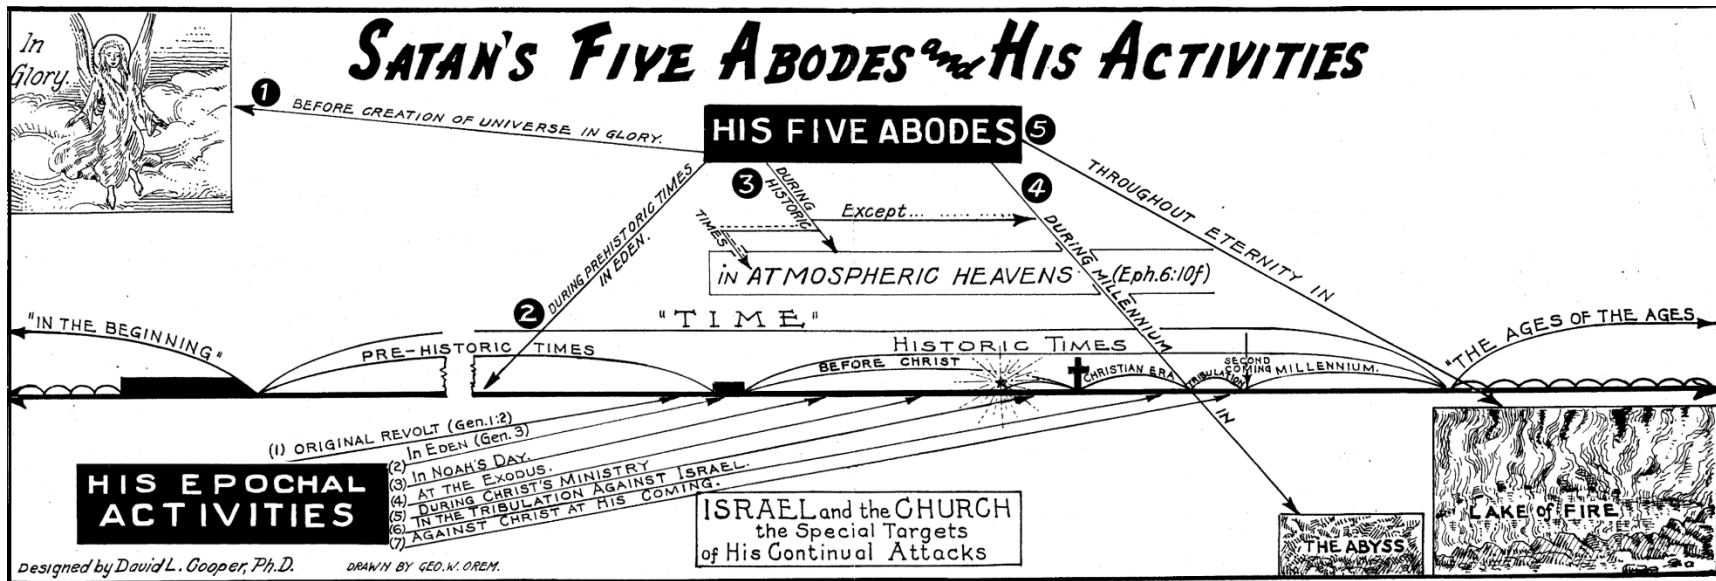 SATAN'S FIVE ABODES and HIS ACTIVITIES
In
Glory.
1 BEFORE CREATION OF UNIVERSE IN GLORY.
HIS FIVE ABODES
2 DURING PREHISTORIC TIMES
IN EDEN.
3 DURING
HISTORIC
TIMES
Except
4 DURING MILLENNIUM
IN
5 THROUGHOUT ETERNITY IN
in ATMOSPHERIC HEAVENS (Eph.6:10f)
"IN THE BEGINNING"
"TIME"
"THE AGES OF THE AGES
PRE-HISTORIC TIMES
HISTORIC TIMES
BEFORE CHRIST
CHRISTIAN ERA
TRIBULATION
SECOND
COMING
MILLENNIUM.
HIS EPOCHAL
ACTIVITIES
(1) ORIGINAL REVOLT (Gen.1:2)
(2) In EDEN (Gen. 3)
(3) In NOAH'S DAY.
(4) AT THE EXODUS.
(5) DURING CHRIST'S MINISTRY
(6) IN THE TRIBULATION AGAINST ISRAEL.
(7) AGAINST CHRIST AT HIS COMING.
ISRAEL and the CHURCH
the Special Targets
of His Continual Attacks
THE ABYSS
LAKE of FIRE
Designed by David L. Cooper, Ph.D.
DRAWN BY GEO. W. OREM.